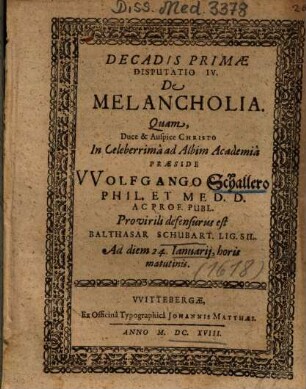 Diss. Med. 3378
DECADIS PRIMÆ
DISPUTATIO IV.
De
MELANCHOLIA.
Quam,
Duce & Auspice CHRISTO
In Celeberrimâ ad Albim Academiâ
PRÆSIDE
VVOLFGANGO Schallero
PHIL. ET MED. D.
AC PROF. PUBL.
Pro virili defensurus est
BALTHASAR SCHUBART. LIG. SIL.
Ad diem 24. Ianuarij, horis
matutinis.
(1618)
VVITTEBERGÆ,
Ex Officinâ Typographicâ JOHANNIS MATTHÆI.
ANNO M. DC. XVIII.